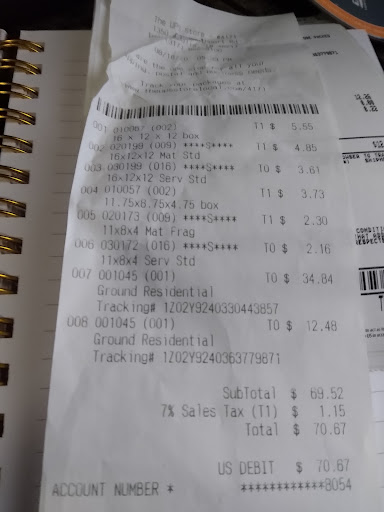 The UPS Store
001 010067 (002) T1 $ 5.65
16 x 12 x 12 box
002 020199 (009) ****S**** T1 $ 4.85
16x12x12 Mat Std
003 030199 (016) ****S**** T0 $ 3.61
16x12x12 Serv Std
004 010057 (002) T1 $ 3.73
11.75x8.75x4.75 box
005 020173 (009) ****S**** T1 $ 2.30
11x8x4 Mat Frag
006 030172 (016) ****S**** T0 $ 2.16
11x8x4 Serv Std
007 001045 (001) T0 $ 34.84
Ground Residential
Tracking# 1Z02Y9240330443857
008 001045 (001) T0 $ 12.48
Ground Residential
Tracking# 1Z02Y9240363779871
SubTotal $ 69.52
7% Sales Tax (T1) $ 1.15
Total $ 70.67
US DEBIT $ 70.67
ACCOUNT NUMBER * ************8054